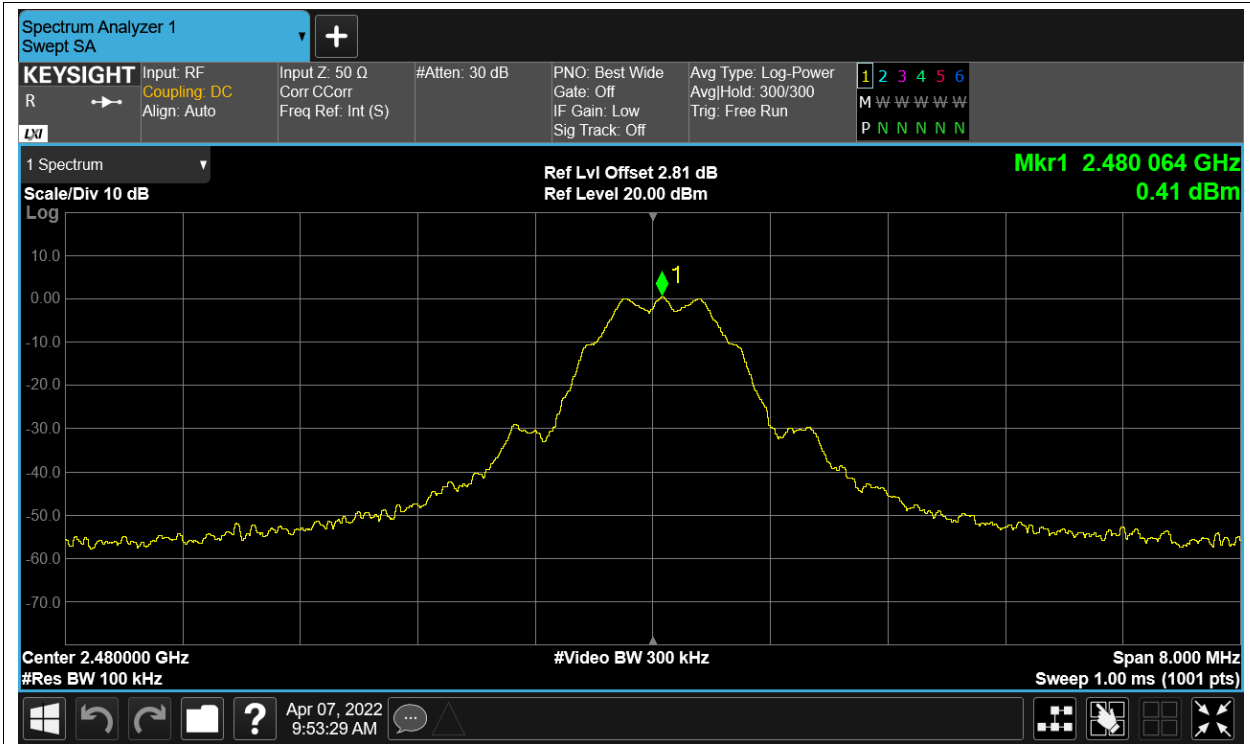 Spectrum Analyzer 1
Swept SA
KEYSIGHT
R
LXI
Input: RF
Coupling: DC
Align: Auto
Input Z: 50 Ω
Corr CCorr
Freq Ref: Int (S)
#Atten: 30 dB
PNO: Best Wide
Gate: Off
IF Gain: Low
Sig Track: Off
Avg Type: Log-Power
Avg|Hold: 300/300
Trig: Free Run
1 2 3 4 5 6
M W W W W W
P N N N N N
1 Spectrum
Scale/Div 10 dB
Ref Lvl Offset 2.81 dB
Ref Level 20.00 dBm
Mkr1 2.480 064 GHz
0.41 dBm
Log
10.0
0.00
-10.0
-20.0
-30.0
-40.0
-50.0
-60.0
-70.0
1
Center 2.480000 GHz
#Res BW 100 kHz
#Video BW 300 kHz
Span 8.000 MHz
Sweep 1.00 ms (1001 pts)
?
Apr 07, 2022
9:53:29 AM